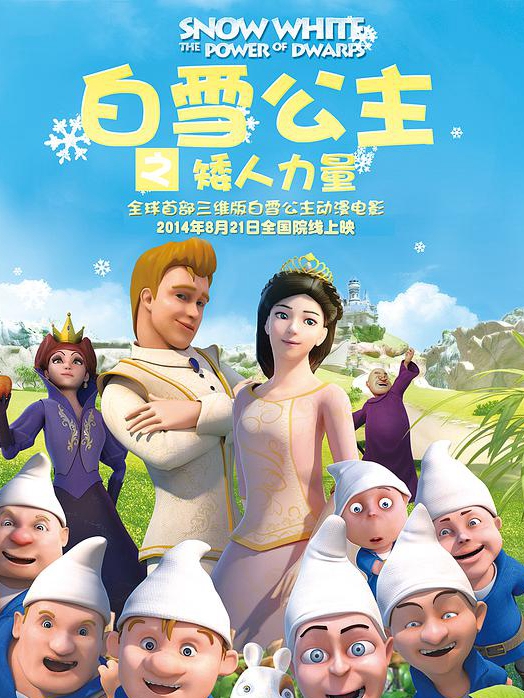 SNOW WHITE
THE POWER OF DWARFS
白雪公主
之矮人力量
全球首部三维版白雪公主动漫电影
2014年8月21日全国院线上映